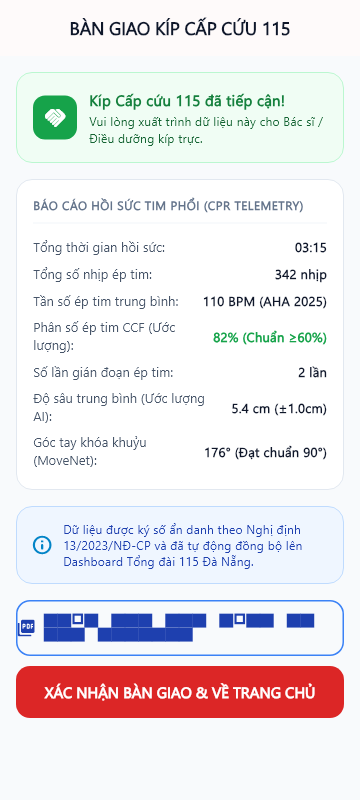 BÀN GIAO KÍP CẤP CỨU 115
Kíp Cấp cứu 115 đã tiếp cận!
Vui lòng xuất trình dữ liệu này cho Bác sĩ /
Điều dưỡng kíp trực.
BÁO CÁO HỒI SỨC TIM PHỔI (CPR TELEMETRY)
Tổng thời gian hồi sức: 03:15
Tổng số nhịp ép tim: 342 nhịp
Tần số ép tim trung bình: 110 BPM (AHA 2025)
Phân số ép tim CCF (Ước
lượng): 82% (Chuẩn ≥60%)
Số lần gián đoạn ép tim: 2 lần
Độ sâu trung bình (Ước lượng
AI): 5.4 cm (±1.0cm)
Góc tay khóa khuỷu
(MoveNet): 176° (Đạt chuẩn 90°)
Dữ liệu được ký số ẩn danh theo Nghị định
13/2023/NĐ-CP và đã tự động đồng bộ lên
Dashboard Tổng đài 115 Đà Nẵng.
PDF
XÁC NHẬN BÀN GIAO & VỀ TRANG CHỦ